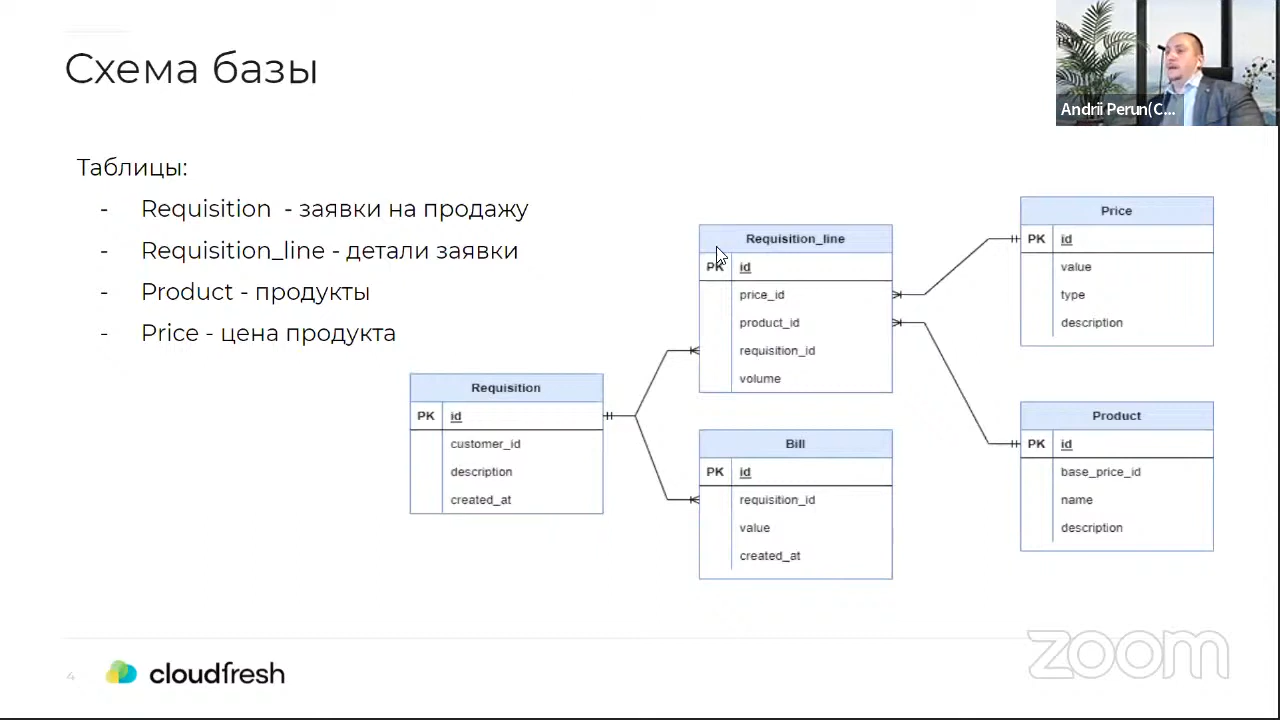 Схема базы
Andrii Perun(C...
Таблицы:
- Requisition - заявки на продажу
- Requisition_line - детали заявки
- Product - продукты
- Price - цена продукта
Requisition
PK id
customer_id
description
created_at
Requisition_line
PK id
price_id
product_id
requisition_id
volume
Bill
PK id
requisition_id
value
created_at
Price
PK id
value
type
description
Product
PK id
base_price_id
name
description
4
cloudfresh
zoom